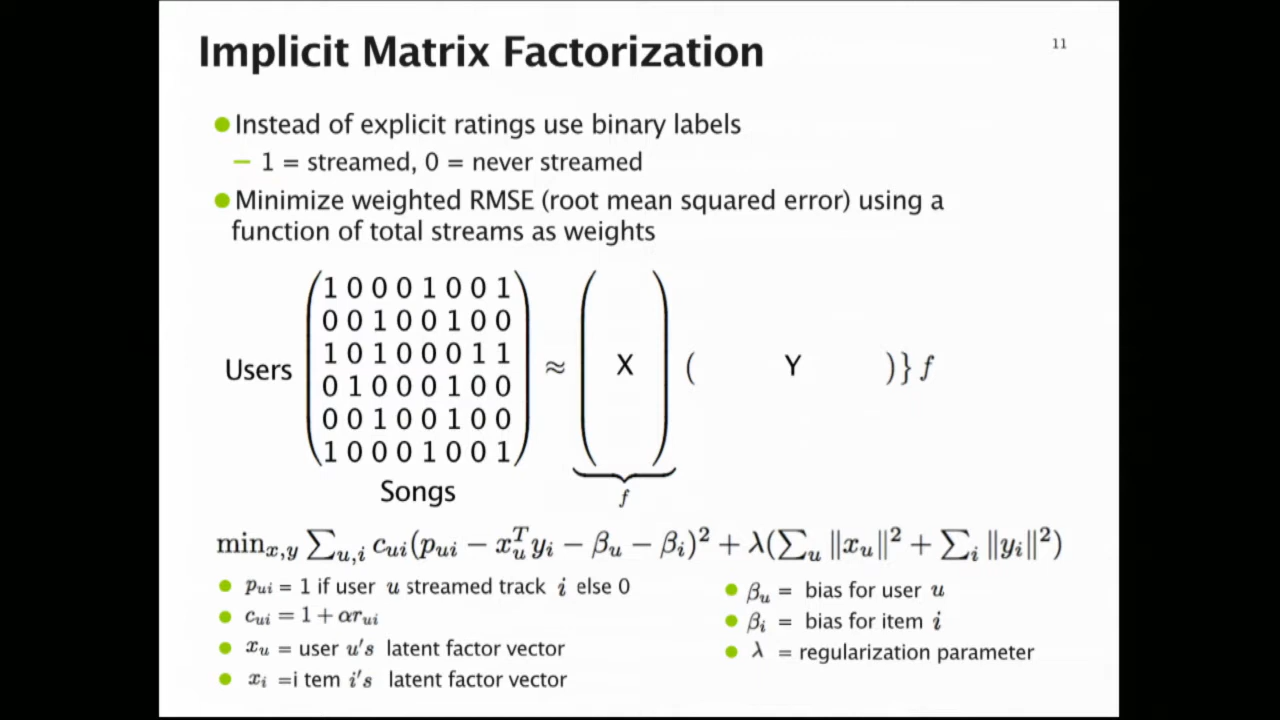 Implicit Matrix Factorization
11
Instead of explicit ratings use binary labels
– 1 = streamed, 0 = never streamed
Minimize weighted RMSE (root mean squared error) using a
function of total streams as weights
1 0 0 0 1 0 0 1
0 0 1 0 0 1 0 0
1 0 1 0 0 0 1 1
0 1 0 0 0 1 0 0
0 0 1 0 0 1 0 0
1 0 0 0 1 0 0 1
Users
≈ X ( Y )} f
Songs
f
min_{x,y} ∑_{u,i} c_{ui}(p_{ui} − x_u^T y_i − β_u − β_i)² + λ(∑_u ‖x_u‖² + ∑_i ‖y_i‖²)
p_{ui} = 1 if user u streamed track i else 0
c_{ui} = 1 + αr_{ui}
x_u = user u's latent factor vector
x_i =i tem i's latent factor vector
β_u = bias for user u
β_i = bias for item i
λ = regularization parameter